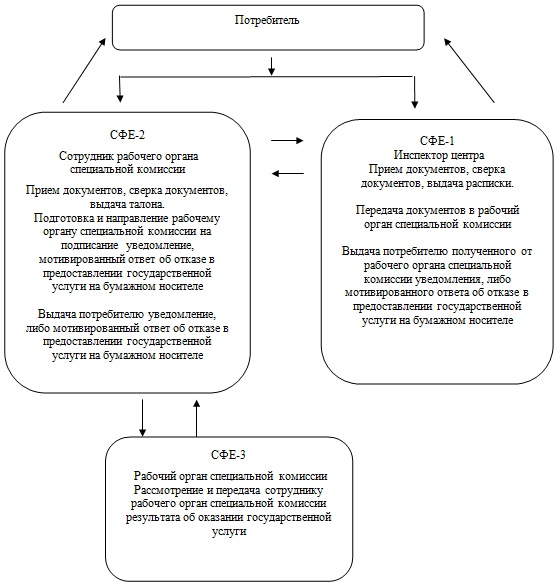 Потребитель
СФЕ-2
Сотрудник рабочего органа
специальной комиссии
Прием документов, сверка документов,
выдача талона.
Подготовка и направление рабочему
органу специальной комиссии на
подписание уведомление,
мотивированный ответ об отказе в
предоставлении государственной
услуги на бумажном носителе
Выдача потребителю уведомление,
либо мотивированный ответ об отказе в
предоставлении государственной
услуги на бумажном носителе
СФЕ-1
Инспектор центра
Прием документов, сверка
документов, выдача расписки.
Передача документов в рабочий
орган специальной комиссии
Выдача потребителю полученного от
рабочего органа специальной
комиссии уведомления, либо
мотивированного ответа об отказе в
предоставлении государственной
услуги на бумажном носителе
СФЕ-3
Рабочий орган специальной комиссии
Рассмотрение и передача сотруднику
рабочего орган специальной комиссии
результата об оказании государственной
услуги